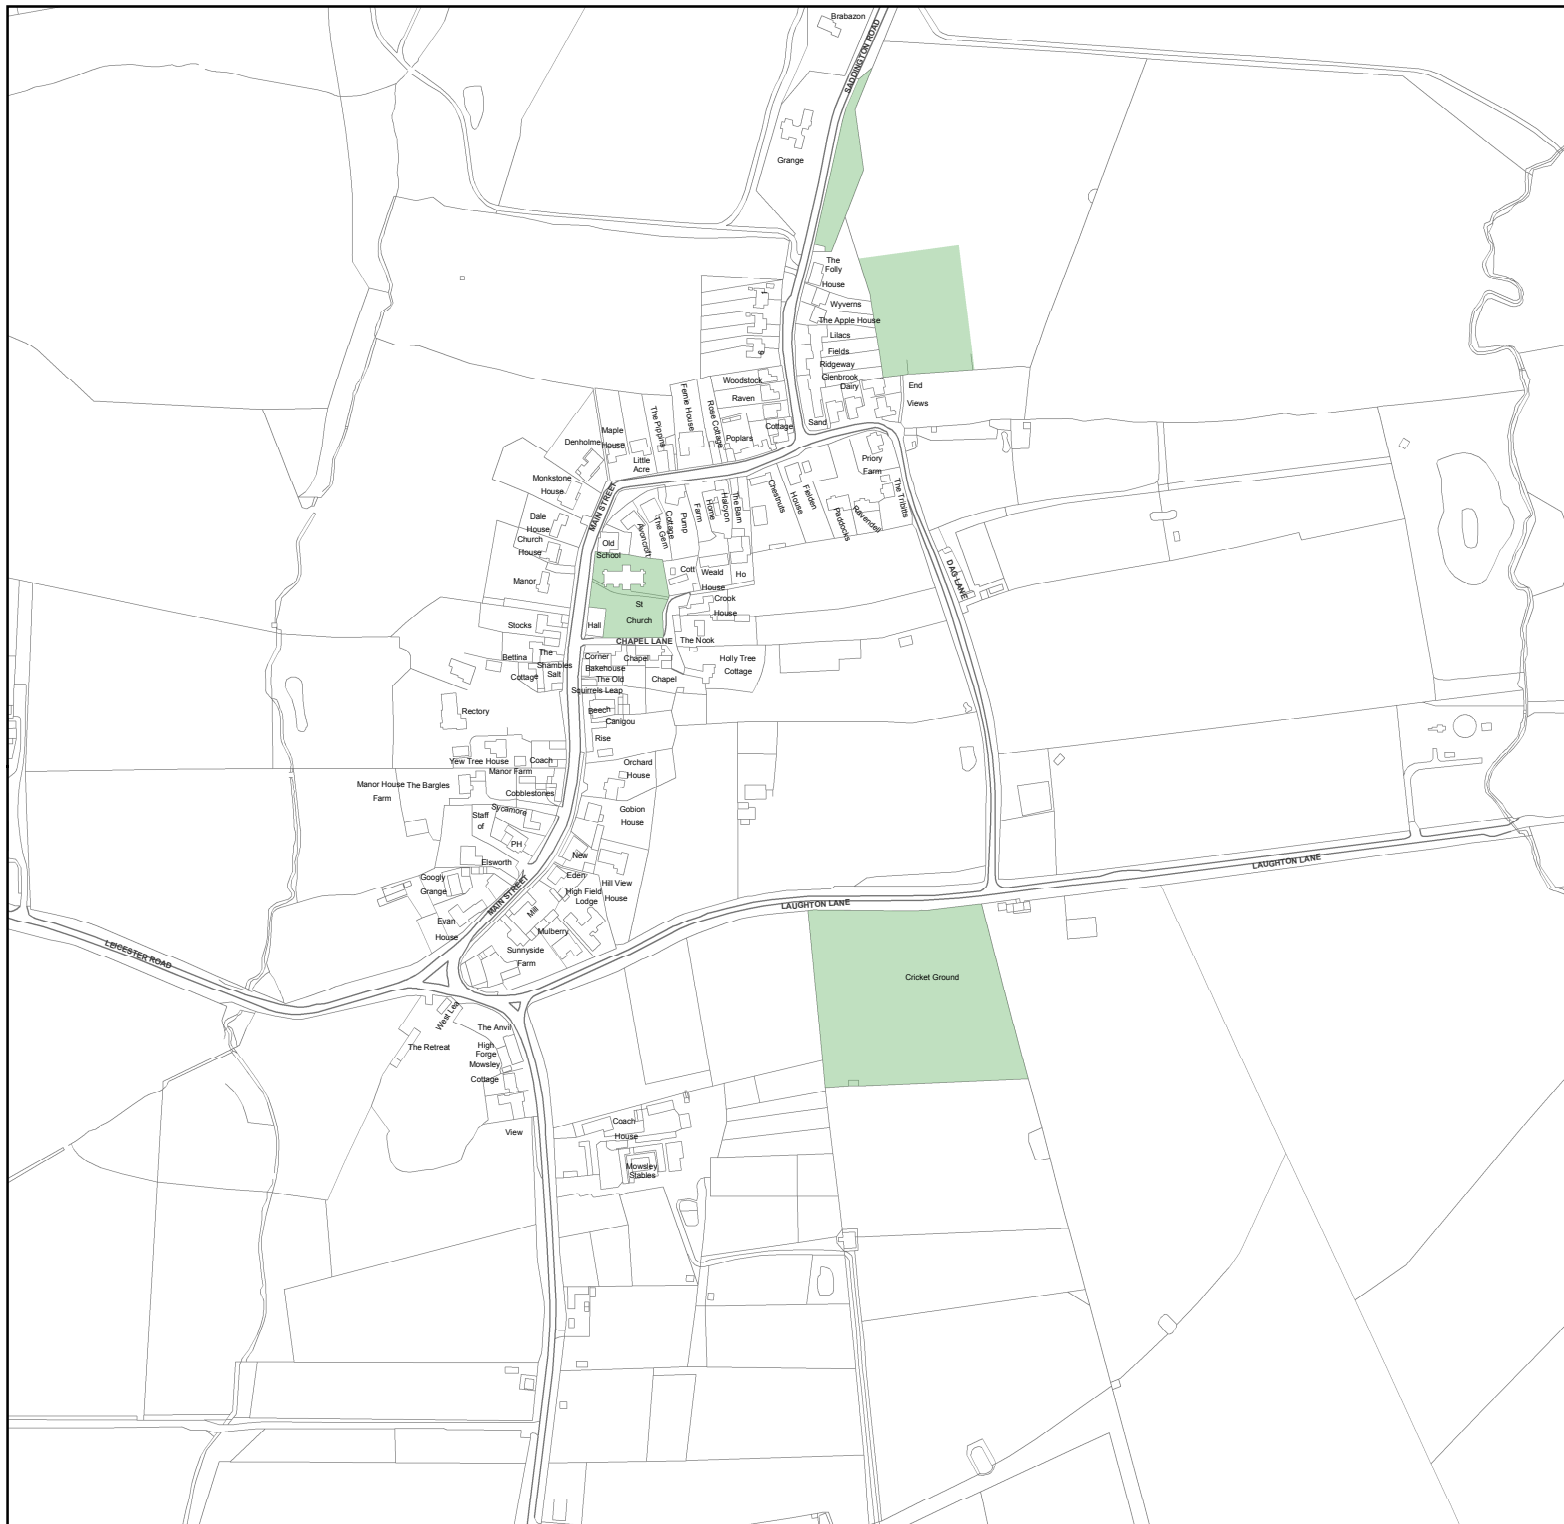 Brabazon
SADDINGTON ROAD
Grange
The
Folly
House
1
Wyverns
The Apple House
Lilacs
6
Fields
Ridgeway
Glenbrook
Woodstock
Dairy
End
Fernie House
Raven
Views
Rose Cottage
The Pippins
Cottage
Sand
Maple
House
Poplars
Denholme
Little
Acre
Priory
Farm
Monkstone
House
MAIN STREET
The Tribitts
Chestnuts
Fielden
House
Paddocks
Ravendell
The Barn
Halcyon
Home
Farm
Pump
Cottage
The Gem
Avoncroft
Dale
House
Church
House
Old
School
Cott
Weald
House
Ho
DAG LANE
Manor
Crook
House
St
Church
Hall
Stocks
CHAPEL LANE
The Nook
Bettina
The
Shambles
Salt
Cottage
Corner
Bakehouse
The Old
Squirrels Leap
Chapel
Chapel
Holly Tree
Cottage
Rectory
Beech
Canigou
Rise
Yew Tree House
Coach
Manor Farm
Orchard
House
Manor House
Farm
The Bargles
Cobblestones
Sycamore
Staff
of
Gobion
House
PH
New
Elsworth
Googly
Grange
Eden
Hill View
House
High Field
Lodge
MAIN STREET
Mill
Evan
House
Mulberry
Sunnyside
Farm
LAUGHTON LANE
LAUGHTON LANE
LEICESTER ROAD
Cricket Ground
West Lea
The Anvil
The Retreat
High
Forge
Mowsley
Cottage
View
Coach
House
Mowsley
Stables